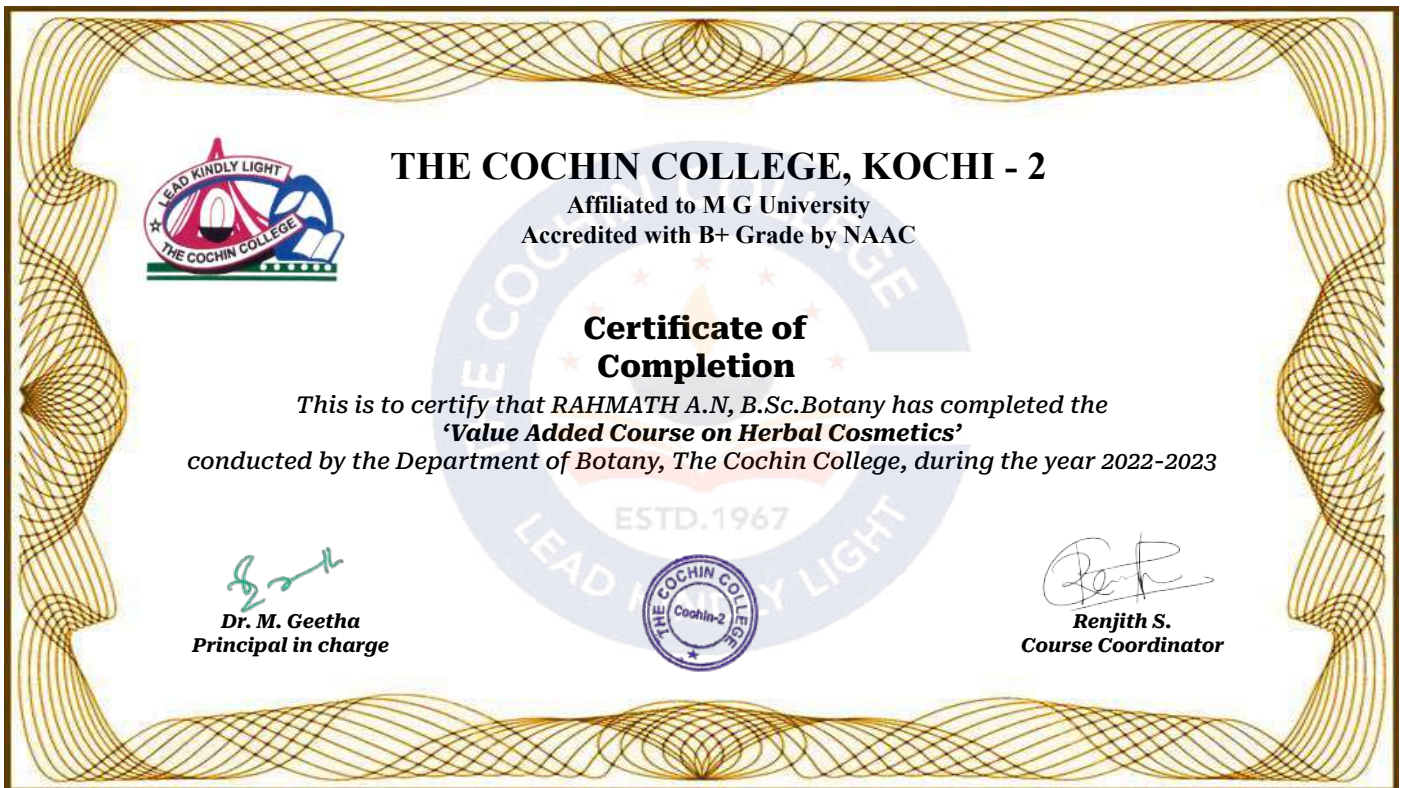 LEAD KINDLY LIGHT
THE COCHIN COLLEGE
THE COCHIN COLLEGE, KOCHI - 2
Affiliated to M G University
Accredited with B+ Grade by NAAC
THE COCHIN COLLEGE
Certificate of
Completion
This is to certify that RAHMATH A.N, B.Sc.Botany has completed the
‘Value Added Course on Herbal Cosmetics’
conducted by the Department of Botany, The Cochin College, during the year 2022-2023
ESTD.1967
LEAD KINDLY LIGHT
THE COCHIN COLLEGE
Cochin-2
Dr. M. Geetha
Principal in charge
Renjith S.
Course Coordinator